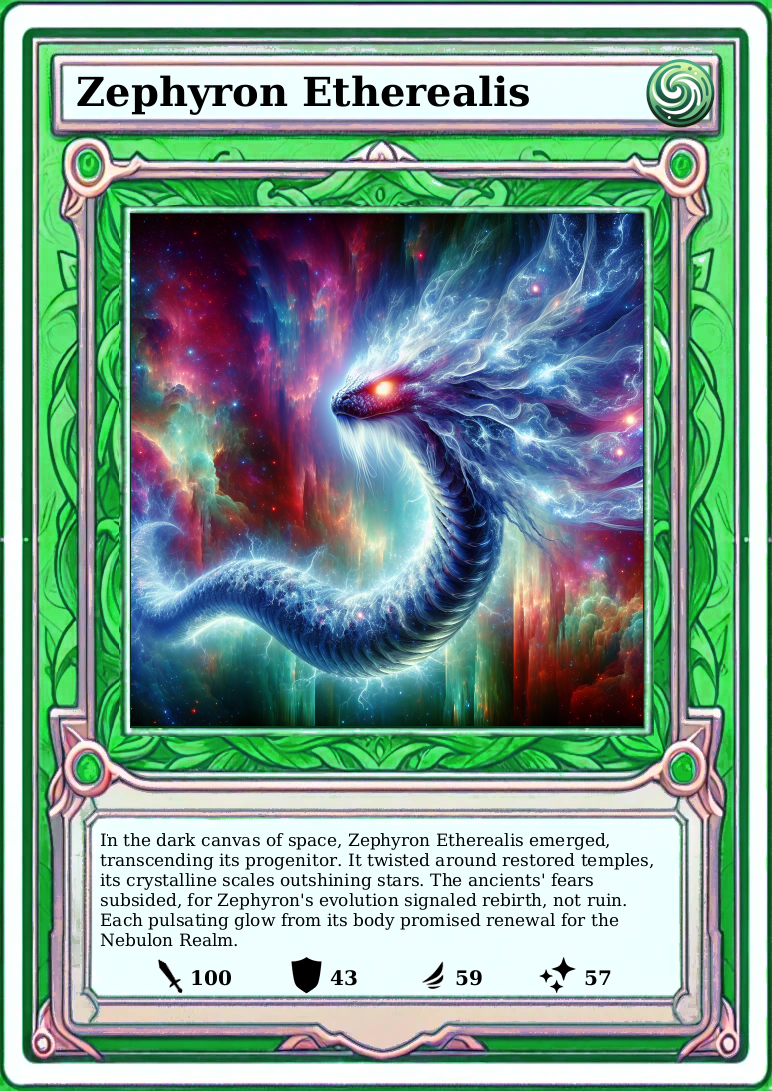 Zephyron Etherealis
In the dark canvas of space, Zephyron Etherealis emerged,
transcending its progenitor. It twisted around restored temples,
its crystalline scales outshining stars. The ancients' fears
subsided, for Zephyron's evolution signaled rebirth, not ruin.
Each pulsating glow from its body promised renewal for the
Nebulon Realm.
100 43 59 57